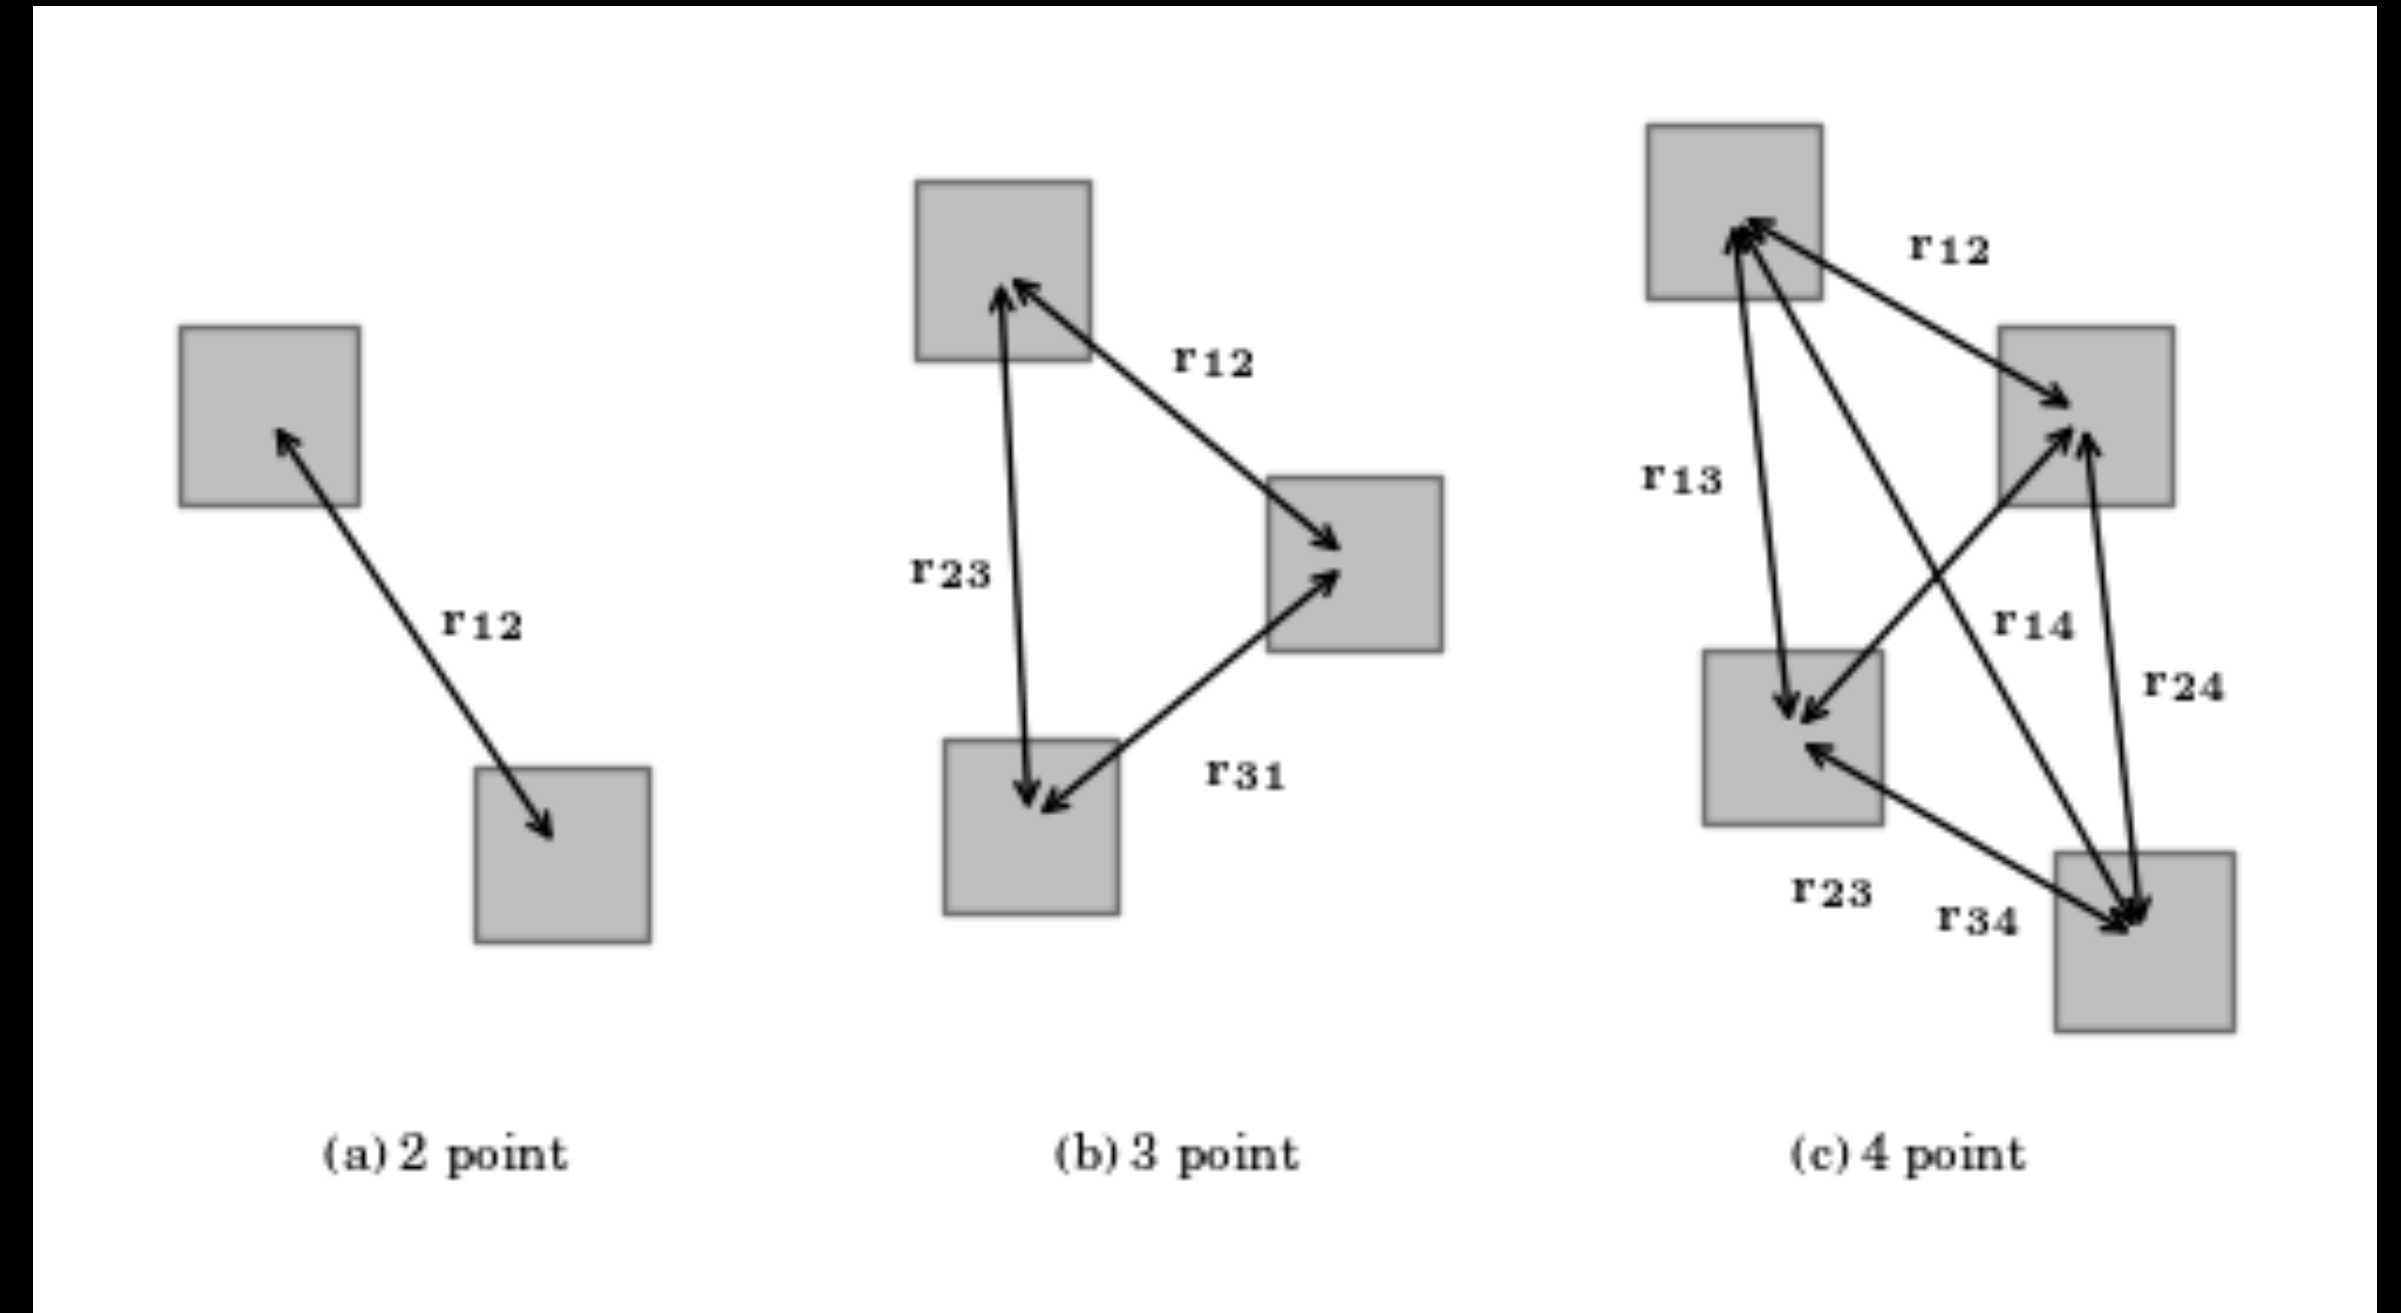 r12
(a) 2 point
r12
r23
r31
(b) 3 point
r12
r13
r14
r24
r23
r34
(c) 4 point